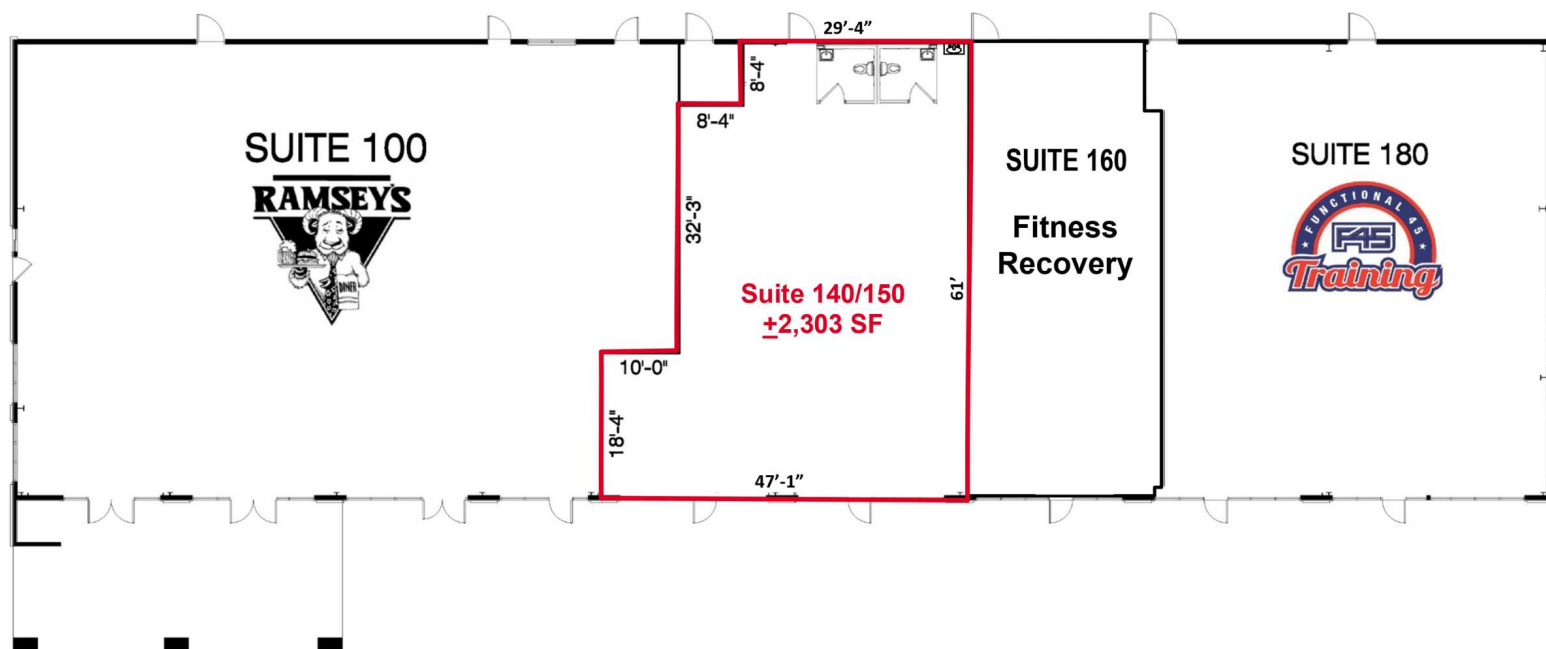 29’-4”
8'-4"
8'-4"
SUITE 100
RAMSEY'S
DINER
32'-3"
SUITE 160
Fitness
Recovery
SUITE 180
FUNCTIONAL 45
F45
Training
Suite 140/150
±2,303 SF
61’
10'-0"
18'-4"
47’-1”